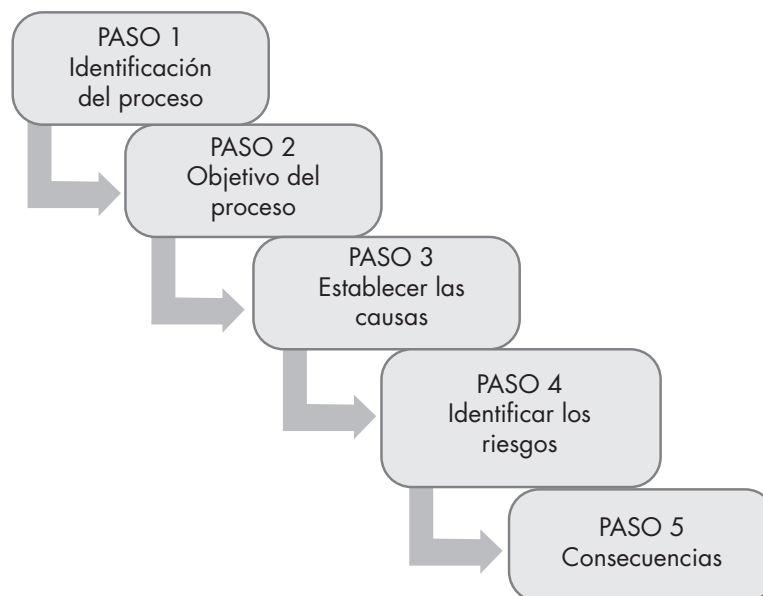 PASO 1
Identificación
del proceso
PASO 2
Objetivo del
proceso
PASO 3
Establecer las
causas
PASO 4
Identificar los
riesgos
PASO 5
Consecuencias